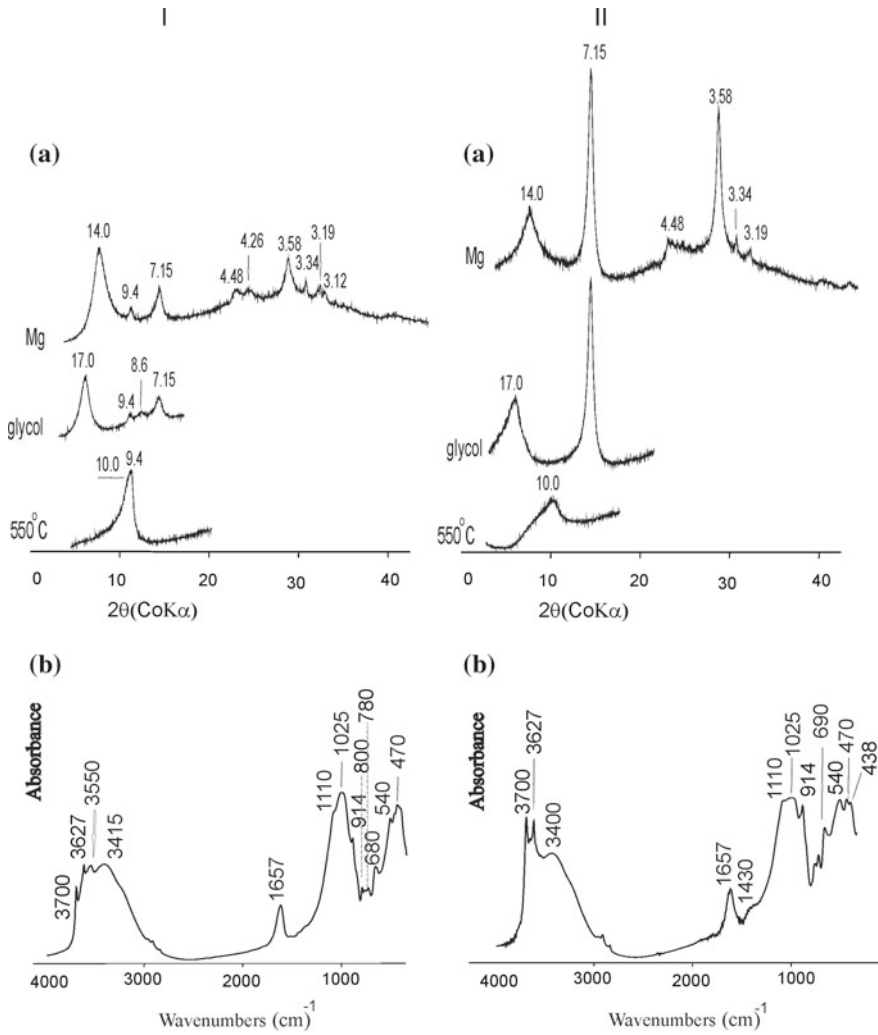 I
II
(a)
14.0
9.4
7.15
4.48
4.26
3.58
3.34
3.19
3.12
Mg
17.0
9.4
8.6
7.15
glycol
10.0
9.4
550°C
0 10 20 30 40
2θ(CoKα)
(a)
14.0
7.15
4.48
3.58
3.34
3.19
Mg
17.0
glycol
10.0
550°C
0 10 20 30 40
2θ(CoKα)
(b)
Absorbance
3700
3627
3550
3415
1657
1110
1025
914
800
780
680
540
470
4000 3000 2000 1000
Wavenumbers (cm)-1
(b)
Absorbance
3700
3627
3400
1657
1430
1110
1025
914
690
540
470
438
4000 3000 2000 1000
Wavenumbers (cm)-1